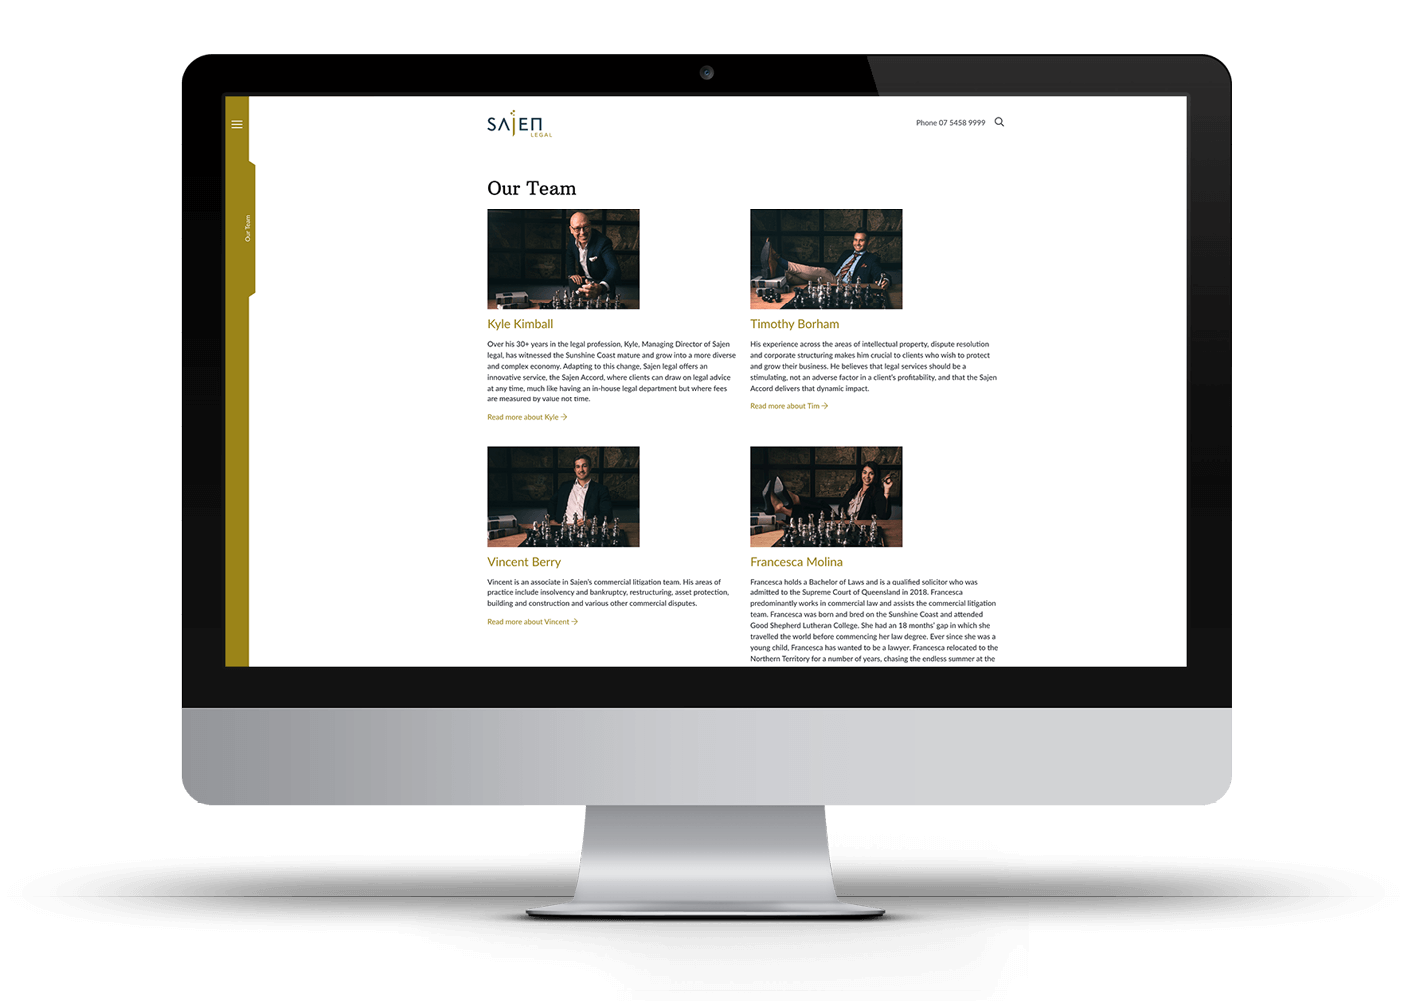 SAJEN
LEGAL
Phone 07 5458 9999
Our Team
Our Team
Kyle Kimball
Over his 30+ years in the legal profession, Kyle, Managing Director of Sajen
legal, has witnessed the Sunshine Coast mature and grow into a more diverse
and complex economy. Adapting to this change, Sajen legal offers an
innovative service, the Sajen Accord, where clients can draw on legal advice
at any time, much like having an in-house legal department but where fees
are measured by value not time.
Read more about Kyle →
Timothy Borham
His experience across the areas of intellectual property, dispute resolution
and corporate structuring makes him crucial to clients who wish to protect
and grow their business. He believes that legal services should be a
stimulating, not an adverse factor in a client's profitability, and that the Sajen
Accord delivers that dynamic impact.
Read more about Tim →
Vincent Berry
Vincent is an associate in Sajen's commercial litigation team. His areas of
practice include insolvency and bankruptcy, restructuring, asset protection,
building and construction and various other commercial disputes.
Read more about Vincent →
Francesca Molina
Francesca holds a Bachelor of Laws and is a qualified solicitor who was
admitted to the Supreme Court of Queensland in 2018. Francesca
predominantly works in commercial law and assists the commercial litigation
team. Francesca was born and bred on the Sunshine Coast and attended
Good Shepherd Lutheran College. She had an 18 months' gap in which she
travelled the world before commencing her law degree. Ever since she was a
young child, Francesca has wanted to be a lawyer. Francesca relocated to the
Northern Territory for a number of years, chasing the endless summer at the